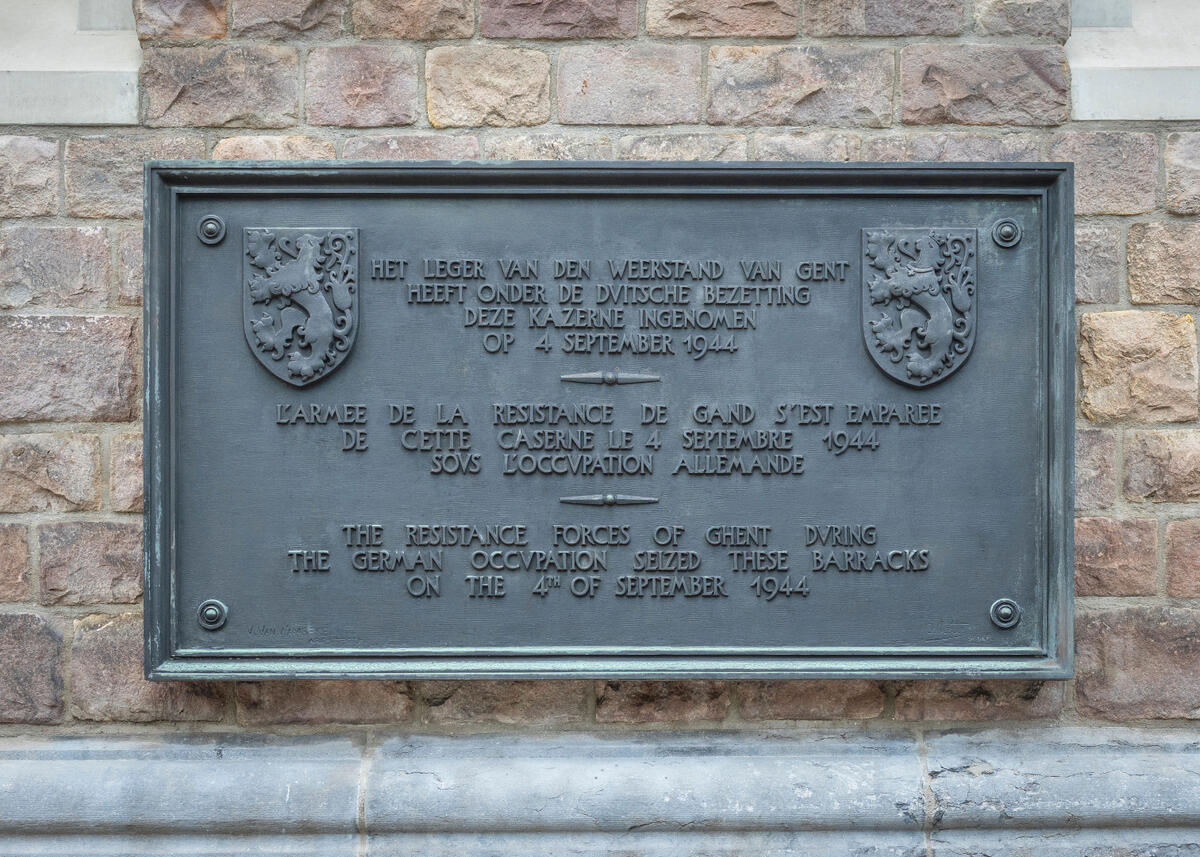 HET LEGER VAN DEN WEERSTAND VAN GENT
HEEFT ONDER DE DVITSCHE BEZETTING
DEZE KAZERNE INGENOMEN
OP 4 SEPTEMBER 1944
L'ARMEE DE LA RESISTANCE DE GAND S'EST EMPAREE
DE CETTE CASERNE LE 4 SEPTEMBRE 1944
SOVS L'OCCVPATION ALLEMANDE
THE RESISTANCE FORCES OF GHENT DVRING
THE GERMAN OCCVPATION SEIZED THESE BARRACKS
ON THE 4TH OF SEPTEMBER 1944